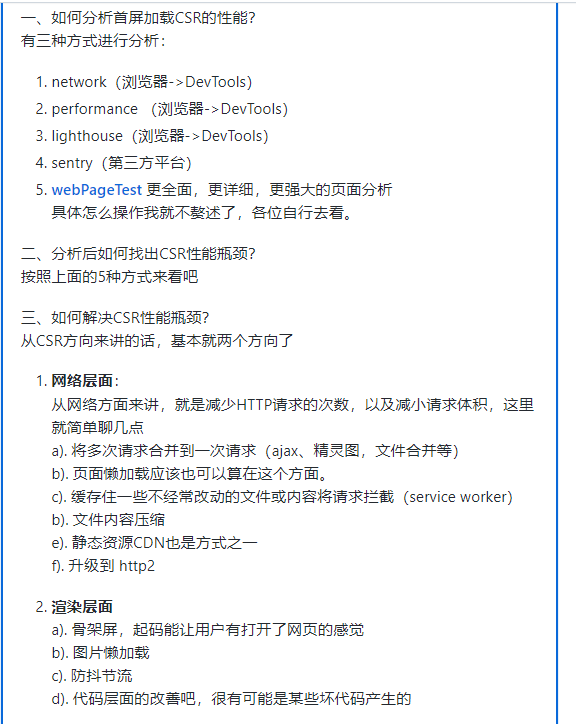 一、如何分析首屏加载CSR的性能？
有三种方式进行分析：
1. network（浏览器->DevTools）
2. performance （浏览器->DevTools）
3. lighthouse（浏览器->DevTools）
4. sentry（第三方平台）
5. webPageTest 更全面，更详细，更强大的页面分析
具体怎么操作我就不整述了，各位自行去看。
二、分析后如何找出CSR性能瓶颈？
按照上面的5种方式来看吧
三、如何解决CSR性能瓶颈？
从CSR方向来讲的话，基本就两个方向了
1. 网络层面：
从网络方面来讲，就是减少HTTP请求的次数，以及减小请求体积，这里
就简单聊几点
a). 将多次请求合并到一次请求（ajax、精灵图，文件合并等）
b). 页面懒加载应该也可以算在这个方面。
c). 缓存住一些不经常改动的文件或内容将请求拦截（service worker）
b). 文件内容压缩
e). 静态资源CDN也是方式之一
f). 升级到 http2
2. 渲染层面
a). 骨架屏，起码能让用户有打开了网页的感觉
b). 图片懒加载
c). 防抖节流
d). 代码层面的改善吧，很有可能是某些坏代码产生的